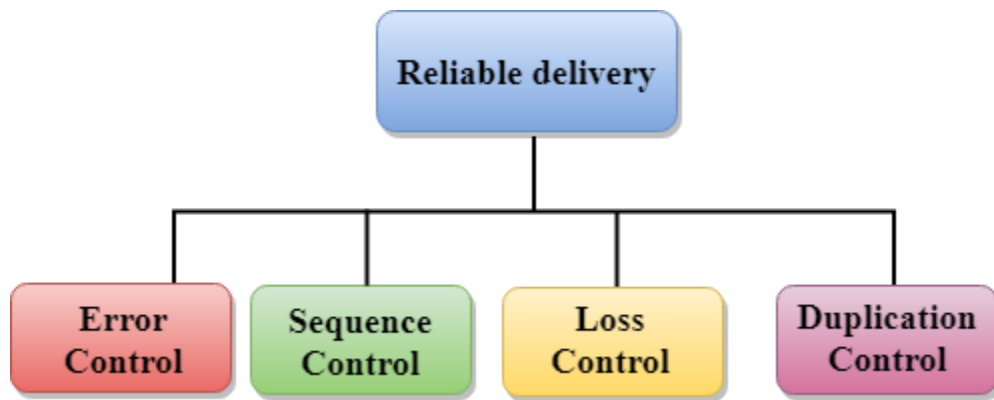 Reliable delivery
Error
Control
Sequence
Control
Loss
Control
Duplication
Control